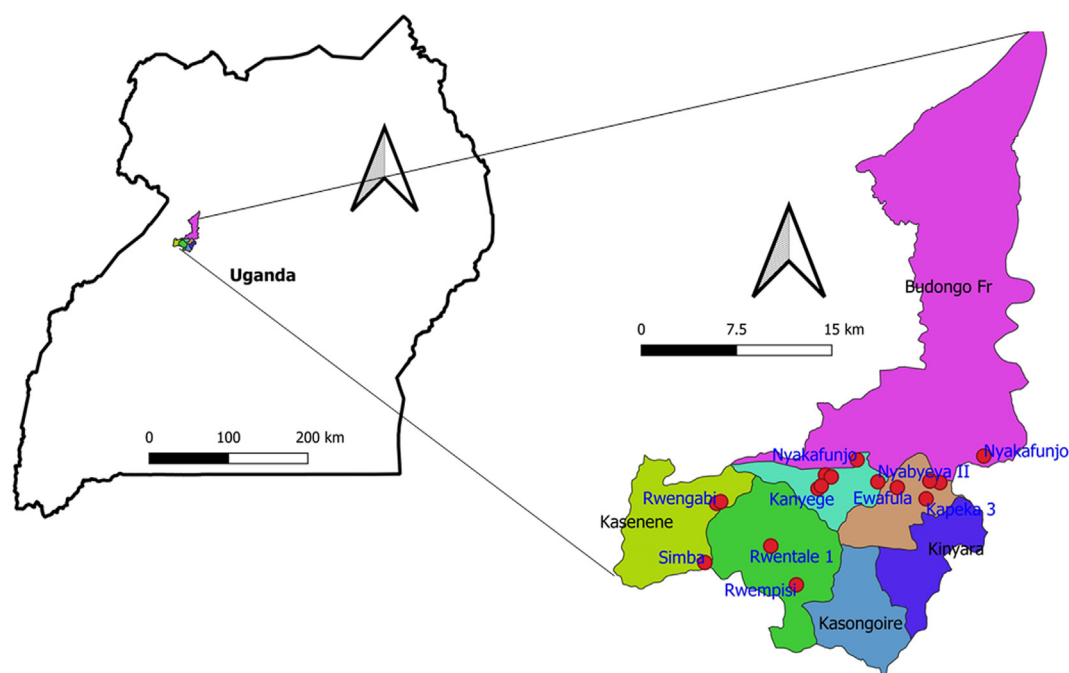 Uganda
0 100 200 km
0 7.5 15 km
Budongo Fr
Nyakafunjo
Nyakafunjo
Nyabyeya II
Rwengabi
Kanyege
Ewafula
Kapeka 3
Kasenene
Kinyara
Simba
Rwentale 1
Rwempisi
Kasongoire